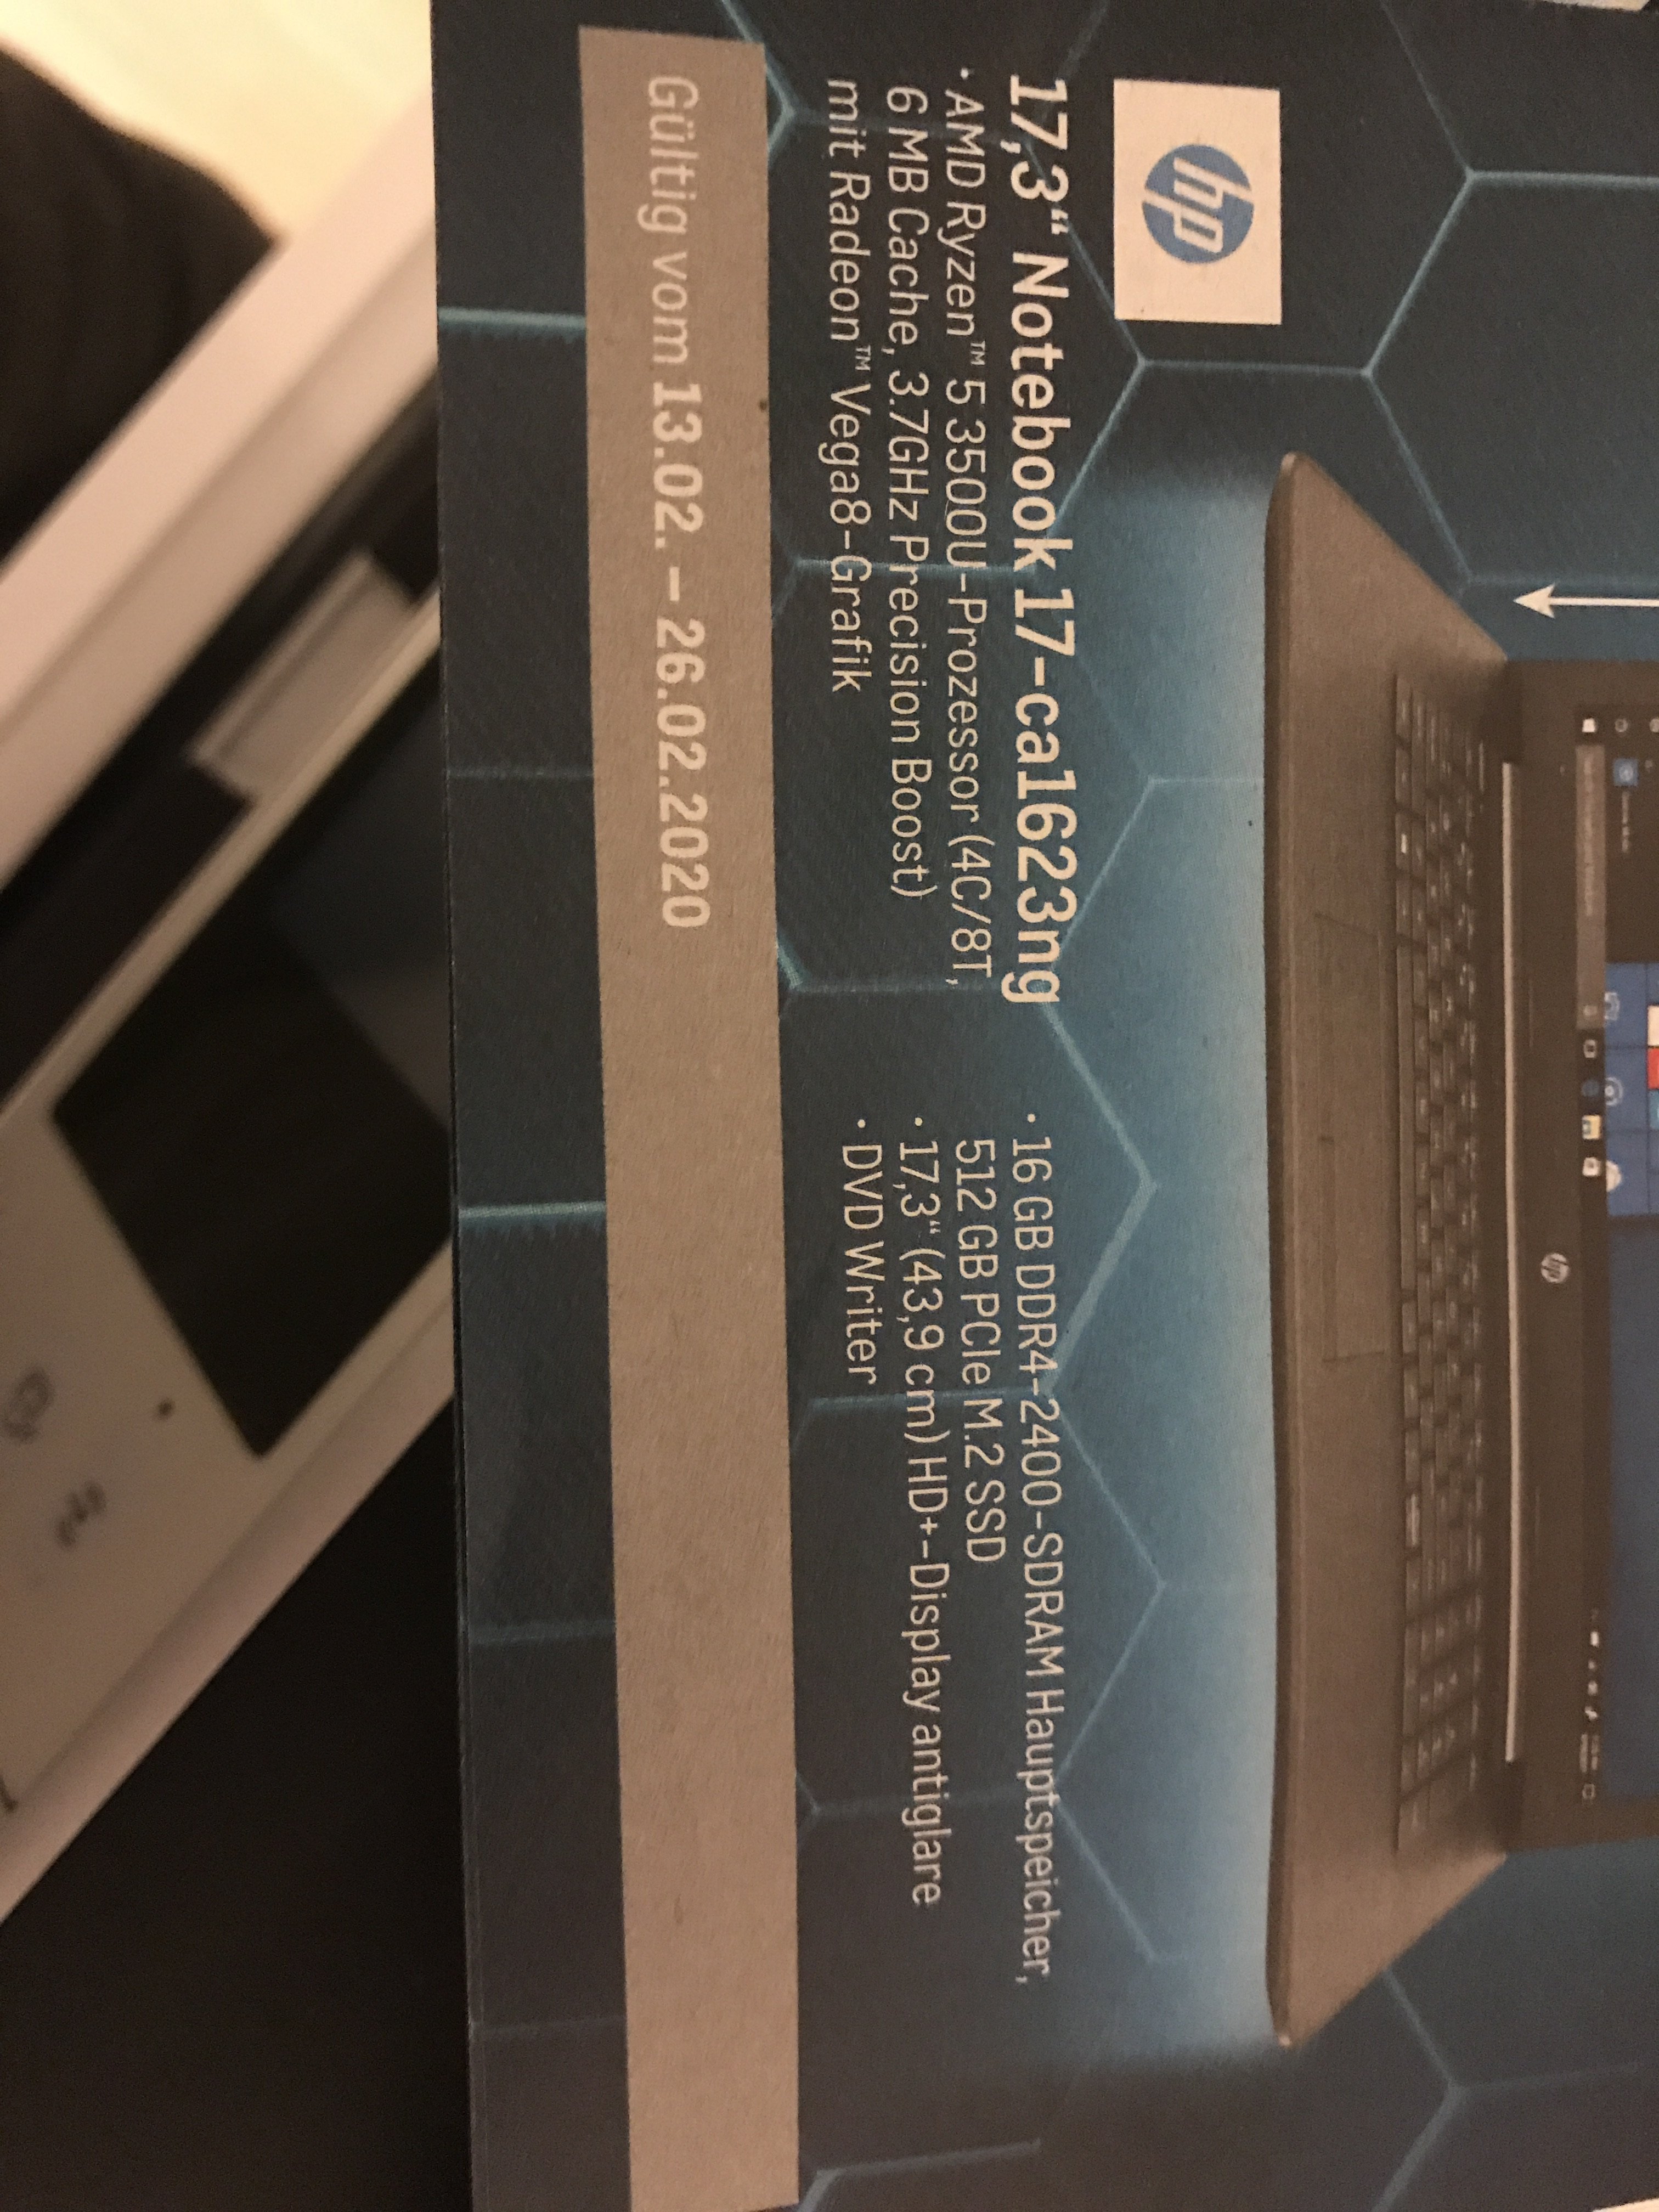 hp
17,3“ Notebook 17-ca1623ng
· AMD Ryzen™ 5 3500U-Prozessor (4C/8T,
6 MB Cache, 3.7GHz Precision Boost)
mit Radeon™ Vega8-Grafik
· 16 GB DDR4-2400-SDRAM Hauptspeicher,
512 GB PCIe M.2 SSD
· 17,3“ (43,9 cm) HD+-Display antiglare
· DVD Writer
Gültig vom 13.02. – 26.02.2020
hp